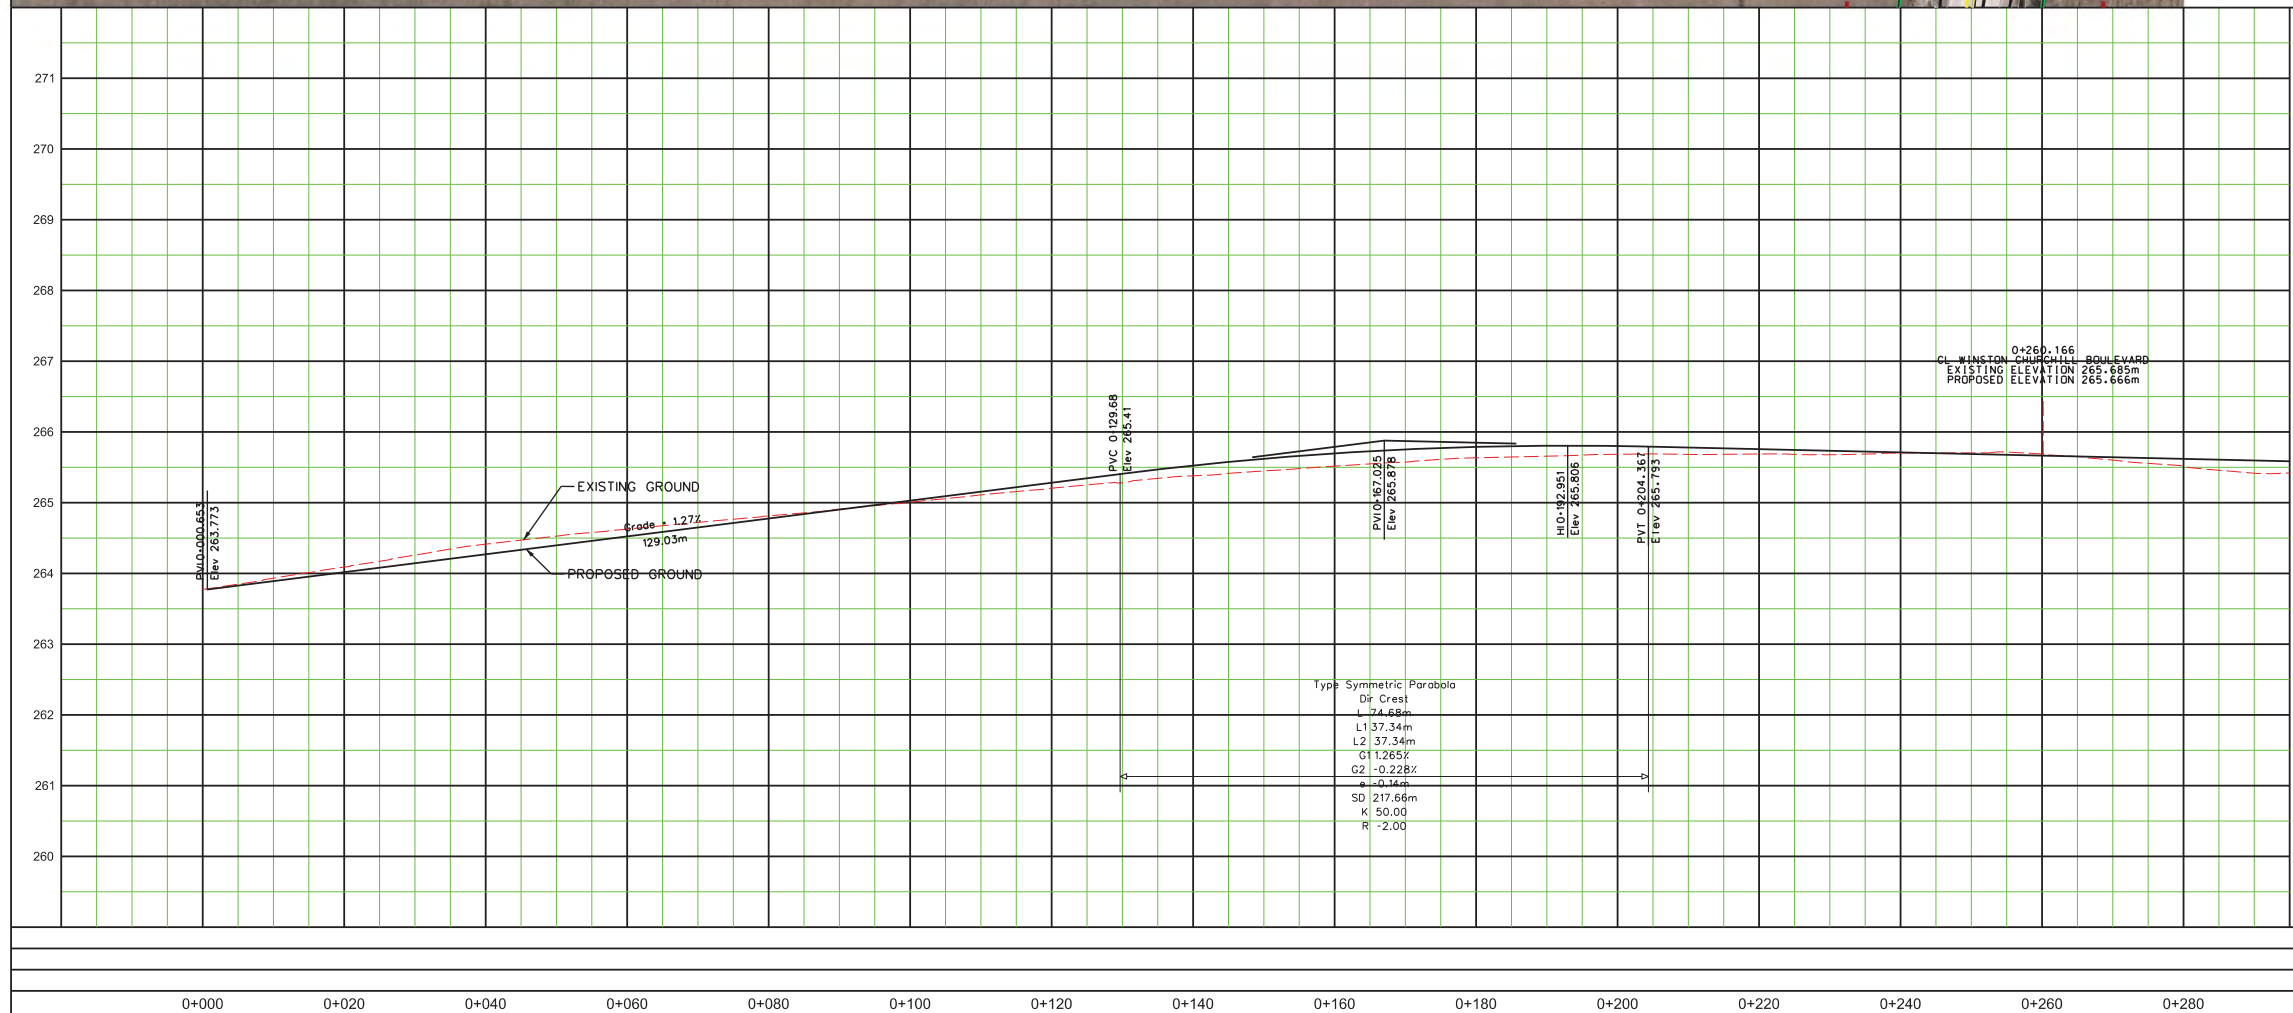 271
270
269
268
267
266
265
264
263
262
261
260
0+260.166
CL WINSTON CHURCHILL BOULEVARD
EXISTING ELEVATION 265.685m
PROPOSED ELEVATION 265.666m
PVI 0+000.653
Elev 263.773
EXISTING GROUND
Grade = 1.27%
129.03m
PROPOSED GROUND
PVC 0+129.68
Elev 265.41
PVI 0+167.025
Elev 265.878
HI 0+192.951
Elev 265.806
PVT 0+204.367
Elev 265.793
Type Symmetric Parabola
Dir Crest
L 74.68m
L1 37.34m
L2 37.34m
G1 1.265%
G2 -0.228%
e -0.14m
SD 217.66m
K 50.00
R -2.00
0+000 0+020 0+040 0+060 0+080 0+100 0+120 0+140 0+160 0+180 0+200 0+220 0+240 0+260 0+280